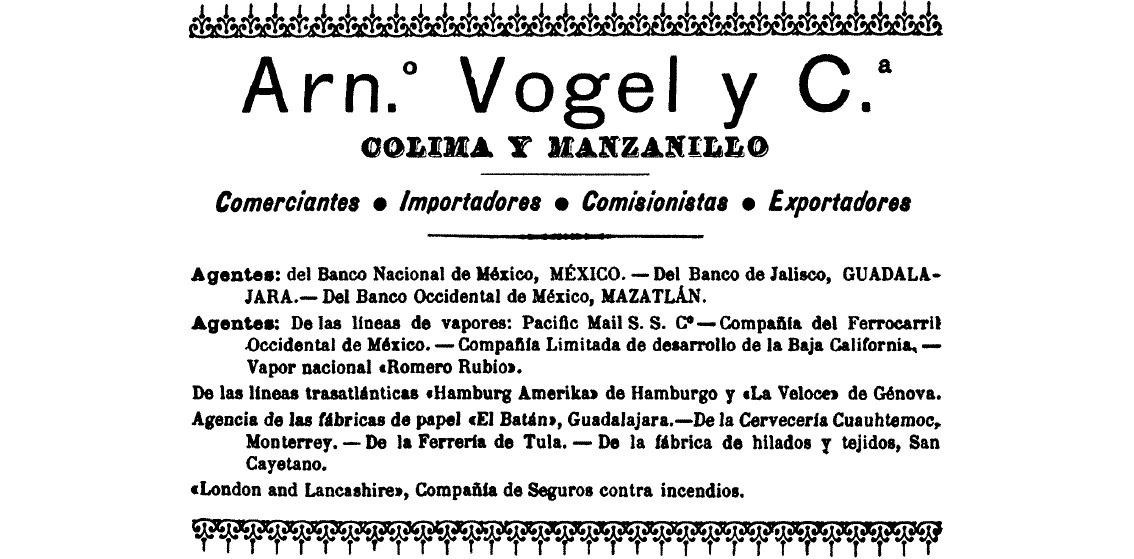 Arn.º Vogel y C.ª
COLIMA Y MANZANILLO
Comerciantes ● Importadores ● Comisionistas ● Exportadores
Agentes: del Banco Nacional de México, MÉXICO. — Del Banco de Jalisco, GUADALA-
JARA.— Del Banco Occidental de México, MAZATLÁN.
Agentes: De las líneas de vapores: Pacific Mail S. S. Cº — Compañía del Ferrocarril
Occidental de México. — Compañía Limitada de desarrollo de la Baja California, —
Vapor nacional «Romero Rubio».
De las líneas trasatlánticas «Hamburg Amerika» de Hamburgo y «La Veloce» de Génova.
Agencia de las fábricas de papel «El Batán», Guadalajara.—De la Cervecería Cuauhtemoc,
Monterrey. — De la Ferrería de Tula. — De la fábrica de hilados y tejidos, San
Cayetano.
«London and Lancashire», Compañía de Seguros contra incendios.